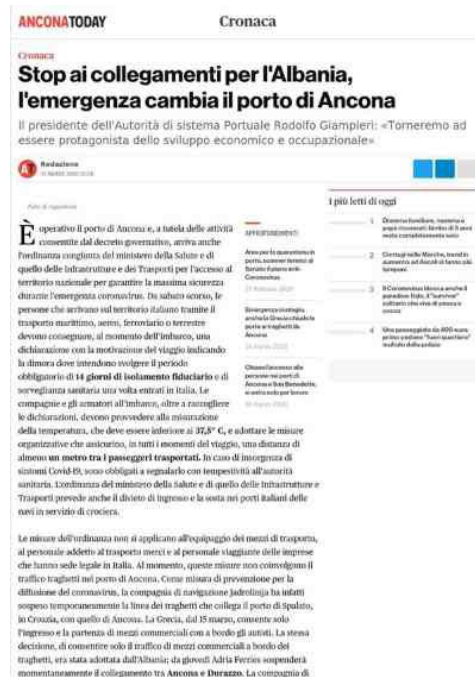 ANCONATODAY
Cronaca
Cronaca
Stop ai collegamenti per l'Albania,
l'emergenza cambia il porto di Ancona
Il presidente dell'Autorità di sistema Portuale Rodolfo Giampieri: «Torneremo ad
essere protagonista dello sviluppo economico e occupazionale»
Redazione
I più letti di oggi
È operativo il porto di Ancona e, a tutela delle attività
consentite dal decreto governativo, arriva anche
l'ordinanza congiunta del ministero della Salute e di
quello delle Infrastrutture e dei Trasporti per l'accesso al
territorio nazionale per garantire la massima sicurezza
durante l'emergenza coronavirus. Da sabato scorso, le
persone che arrivano sul territorio italiano tramite il
trasporto marittimo, aereo, ferroviario o terrestre
devono consegnare, al momento dell'imbarco, una
dichiarazione con la motivazione del viaggio indicando
la dimora dove intendono svolgere il periodo
obbligatorio di 14 giorni di isolamento fiduciario e di
sorveglianza sanitaria una volta entrati in Italia. Le
compagnie e gli armatori all'imbarco, oltre a raccogliere
le dichiarazioni, devono provvedere alla misurazione
della temperatura, che deve essere inferiore ai 37,5° C, e adottare le misure
organizzative che assicurino, in tutti i momenti del viaggio, una distanza di
almeno un metro tra i passeggeri trasportati. In caso di insorgenza di
sintomi Covid-19, sono obbligati a segnalarlo con tempestività all'autorità
sanitaria. L'ordinanza del ministero della Salute e di quello delle Infrastrutture e
Trasporti prevede anche il divieto di ingresso e la sosta nei porti italiani delle
navi in servizio di crociera.
APPROFONDIMENTI
1
2
3
4
Le misure dell'ordinanza non si applicano all'equipaggio dei mezzi di trasporto,
al personale addetto al trasporto merci e al personale viaggiante delle imprese
che hanno sede legale in Italia. Al momento, queste misure non coinvolgono il
traffico traghetti nel porto di Ancona. Come misura di prevenzione per la
diffusione del coronavirus, la compagnia di navigazione Jadrolinija ha infatti
sospeso temporaneamente la linea dei traghetti che collega il porto di Spalato,
in Croazia, con quello di Ancona. La Grecia, dal 15 marzo, consente solo
l'ingresso e la partenza di mezzi commerciali con a bordo gli autisti. La stessa
decisione, di consentire solo il traffico di mezzi commerciali a bordo dei
traghetti, era stata adottata dall'Albania; da giovedì Adria Ferries sospenderà
momentaneamente il collegamento tra Ancona e Durazzo. La compagnia di